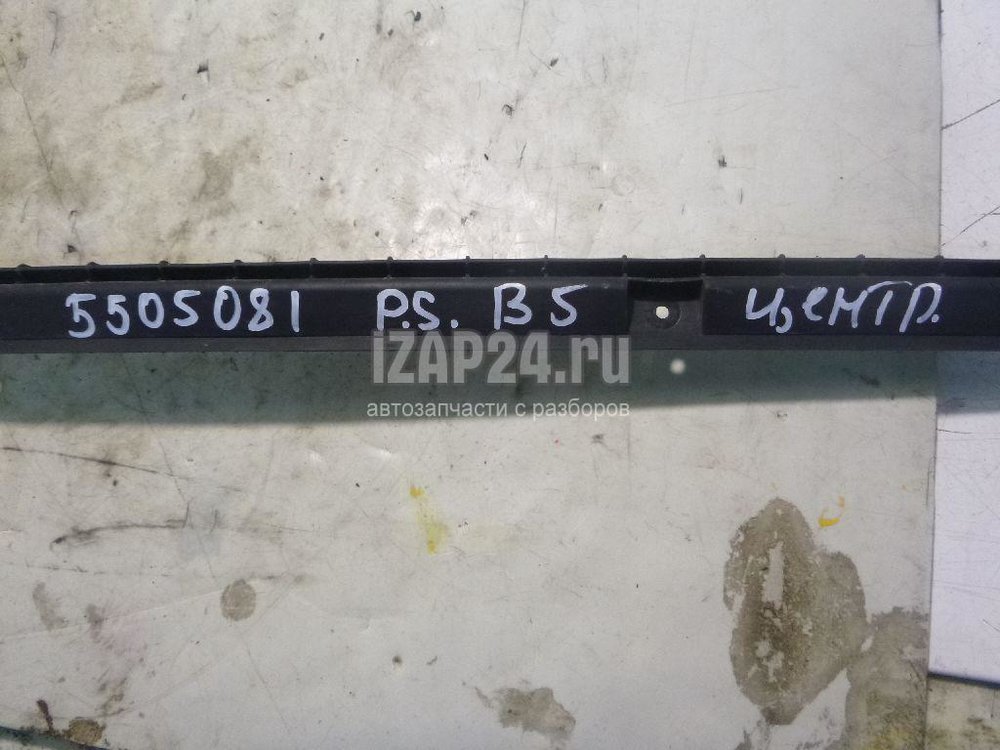 5505081 P.S. B5 центр.
iZAP24.ru
автозапчасти с разборов